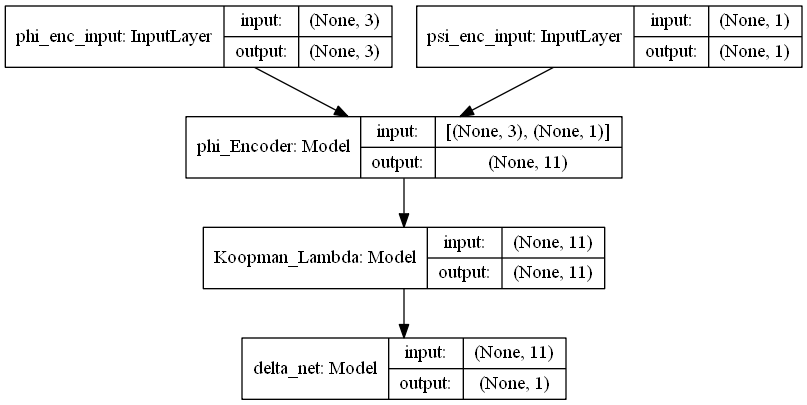 phi_enc_input: InputLayer
input:
(None, 3)
output:
(None, 3)
psi_enc_input: InputLayer
input:
(None, 1)
output:
(None, 1)
phi_Encoder: Model
input:
[(None, 3), (None, 1)]
output:
(None, 11)
Koopman_Lambda: Model
input:
(None, 11)
output:
(None, 11)
delta_net: Model
input:
(None, 11)
output:
(None, 1)